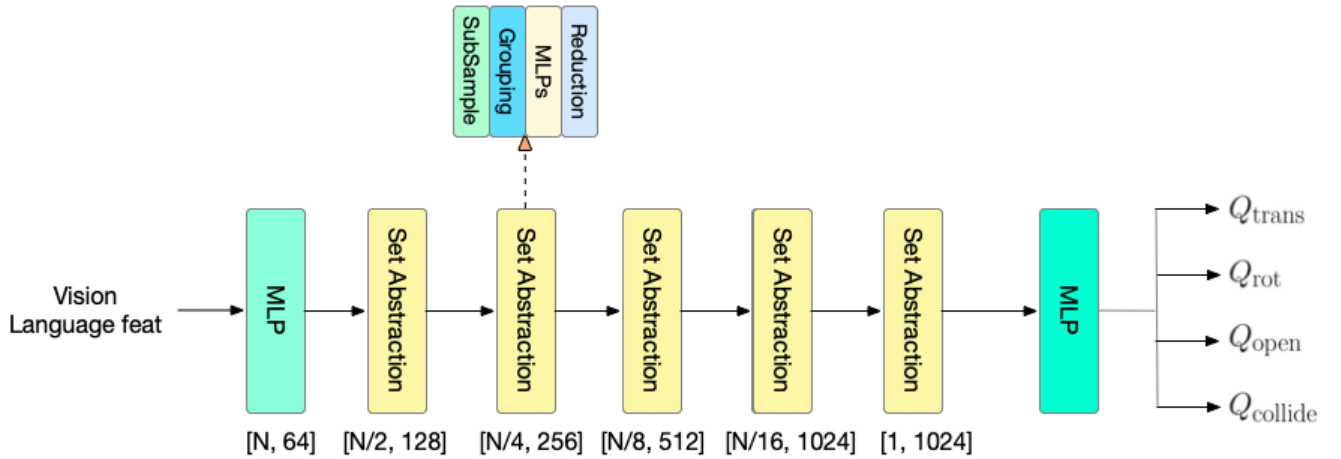 SubSample
Grouping
MLPs
Reduction
Vision
Language feat
MLP
Set Abstraction
Set Abstraction
Set Abstraction
Set Abstraction
Set Abstraction
MLP
Q_trans
Q_rot
Q_open
Q_collide
[N, 64]
[N/2, 128]
[N/4, 256]
[N/8, 512]
[N/16, 1024]
[1, 1024]